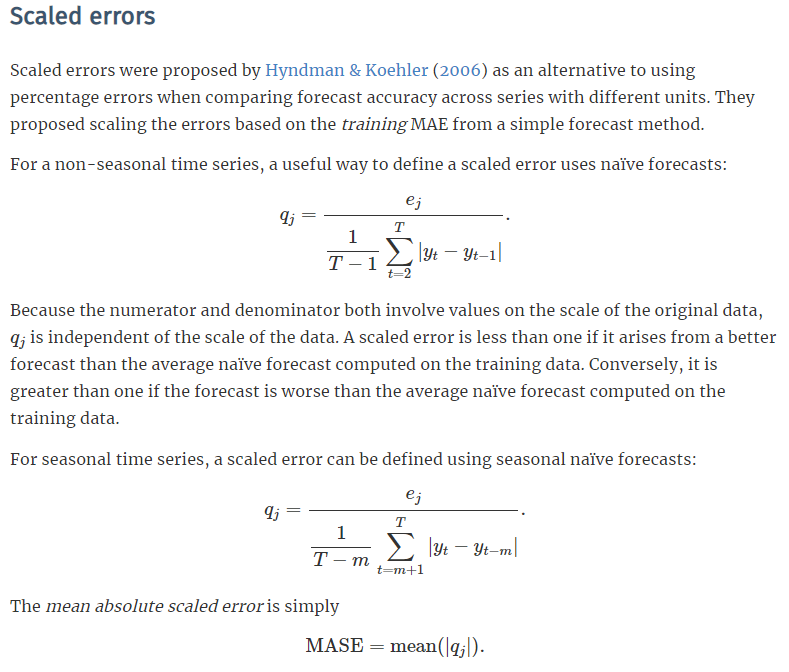 Scaled errors
Scaled errors were proposed by Hyndman & Koehler (2006) as an alternative to using
percentage errors when comparing forecast accuracy across series with different units. They
proposed scaling the errors based on the training MAE from a simple forecast method.
For a non-seasonal time series, a useful way to define a scaled error uses naïve forecasts:
$$q_j = \frac{e_j}{\frac{1}{T-1}\sum_{t=2}^{T}|y_t - y_{t-1}|}.$$
Because the numerator and denominator both involve values on the scale of the original data,
$q_j$ is independent of the scale of the data. A scaled error is less than one if it arises from a better
forecast than the average naïve forecast computed on the training data. Conversely, it is
greater than one if the forecast is worse than the average naïve forecast computed on the
training data.
For seasonal time series, a scaled error can be defined using seasonal naïve forecasts:
$$q_j = \frac{e_j}{\frac{1}{T-m}\sum_{t=m+1}^{T}|y_t - y_{t-m}|}.$$
The mean absolute scaled error is simply
$$\text{MASE} = \text{mean}(|q_j|).$$